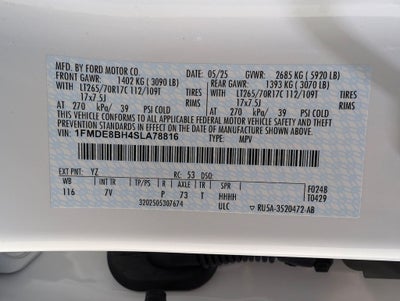 MFD. BY FORD MOTOR CO. 05/25 GVWR: 2685 KG ( 5920 LB)
FRONT GAWR: 1402 KG ( 3090 LB) REAR GAWR: 1393 KG ( 3070 LB)
WITH LT265/70R17C 112/109T TIRES WITH LT265/70R17C 112/109T TIRES
17x7.5J RIMS 17x7.5J RIMS
AT 270 kPa/ 39 PSI COLD AT 270 kPa/ 39 PSI COLD
THIS VEHICLE CONFORMS TO ALL APPLICABLE FEDERAL MOTOR VEHICLE SAFETY
AND THEFT PREVENTION STANDARDS IN EFFECT ON THE DATE OF MANUFACTURE SHOWN ABOVE.
VIN: 1FMDE8BH4SLA78816 TYPE: MPV
EXT PNT: YZ RC: 53 DSO: F0248
WB INT TR TP/PS R AXLE TR SPR T0429
116 7V P 73 T HHHHH
3202505307674 ULC RU5A-3520472-AB